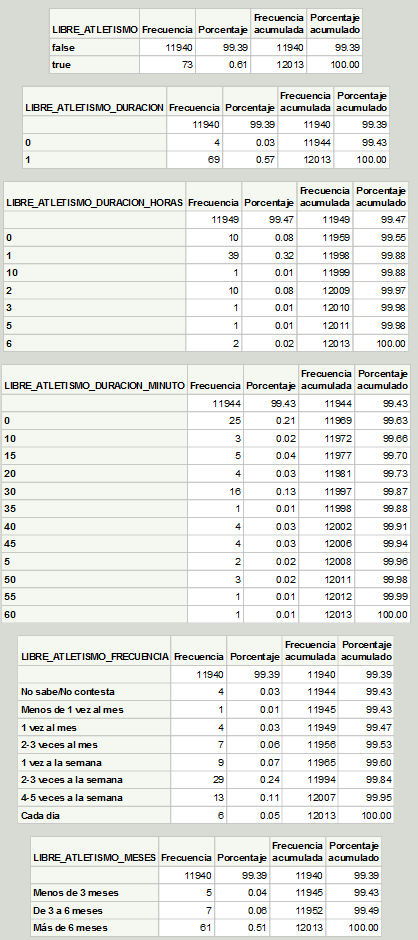 LIBRE_ATLETISMO Frecuencia Porcentaje Frecuencia acumulada Porcentaje acumulado
false 11940 99.39 11940 99.39
true 73 0.61 12013 100.00
LIBRE_ATLETISMO_DURACION Frecuencia Porcentaje Frecuencia acumulada Porcentaje acumulado
11940 99.39 11940 99.39
0 4 0.03 11944 99.43
1 69 0.57 12013 100.00
LIBRE_ATLETISMO_DURACION_HORAS Frecuencia Porcentaje Frecuencia acumulada Porcentaje acumulado
11949 99.47 11949 99.47
0 10 0.08 11959 99.55
1 39 0.32 11998 99.88
10 1 0.01 11999 99.88
2 10 0.08 12009 99.97
3 1 0.01 12010 99.98
5 1 0.01 12011 99.98
6 2 0.02 12013 100.00
LIBRE_ATLETISMO_DURACION_MINUTO Frecuencia Porcentaje Frecuencia acumulada Porcentaje acumulado
11944 99.43 11944 99.43
0 25 0.21 11969 99.63
10 3 0.02 11972 99.66
15 5 0.04 11977 99.70
20 4 0.03 11981 99.73
30 16 0.13 11997 99.87
35 1 0.01 11998 99.88
40 4 0.03 12002 99.91
45 4 0.03 12006 99.94
5 2 0.02 12008 99.96
50 3 0.02 12011 99.98
55 1 0.01 12012 99.99
60 1 0.01 12013 100.00
LIBRE_ATLETISMO_FRECUENCIA Frecuencia Porcentaje Frecuencia acumulada Porcentaje acumulado
11940 99.39 11940 99.39
No sabe/No contesta 4 0.03 11944 99.43
Menos de 1 vez al mes 1 0.01 11945 99.43
1 vez al mes 4 0.03 11949 99.47
2-3 veces al mes 7 0.06 11956 99.53
1 vez a la semana 9 0.07 11965 99.60
2-3 veces a la semana 29 0.24 11994 99.84
4-5 veces a la semana 13 0.11 12007 99.95
Cada dia 6 0.05 12013 100.00
LIBRE_ATLETISMO_MESES Frecuencia Porcentaje Frecuencia acumulada Porcentaje acumulado
11940 99.39 11940 99.39
Menos de 3 meses 5 0.04 11945 99.43
De 3 a 6 meses 7 0.06 11952 99.49
Más de 6 meses 61 0.51 12013 100.00